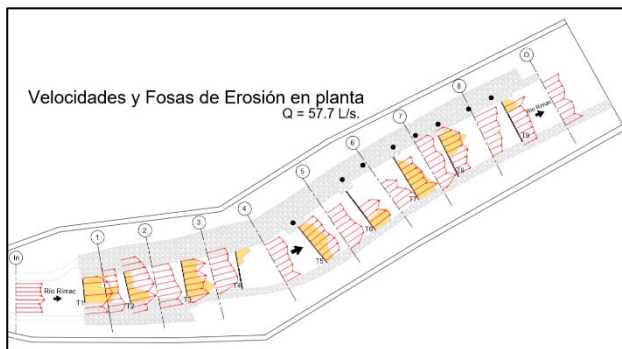 Velocidades y Fosas de Erosión en planta
Q = 57.7 L/s.
In
1
2
3
4
5
6
7
8
O
Río Rímac
Río Rímac
T1
T2
T3
T4
T5
T6
T7
T8
T9